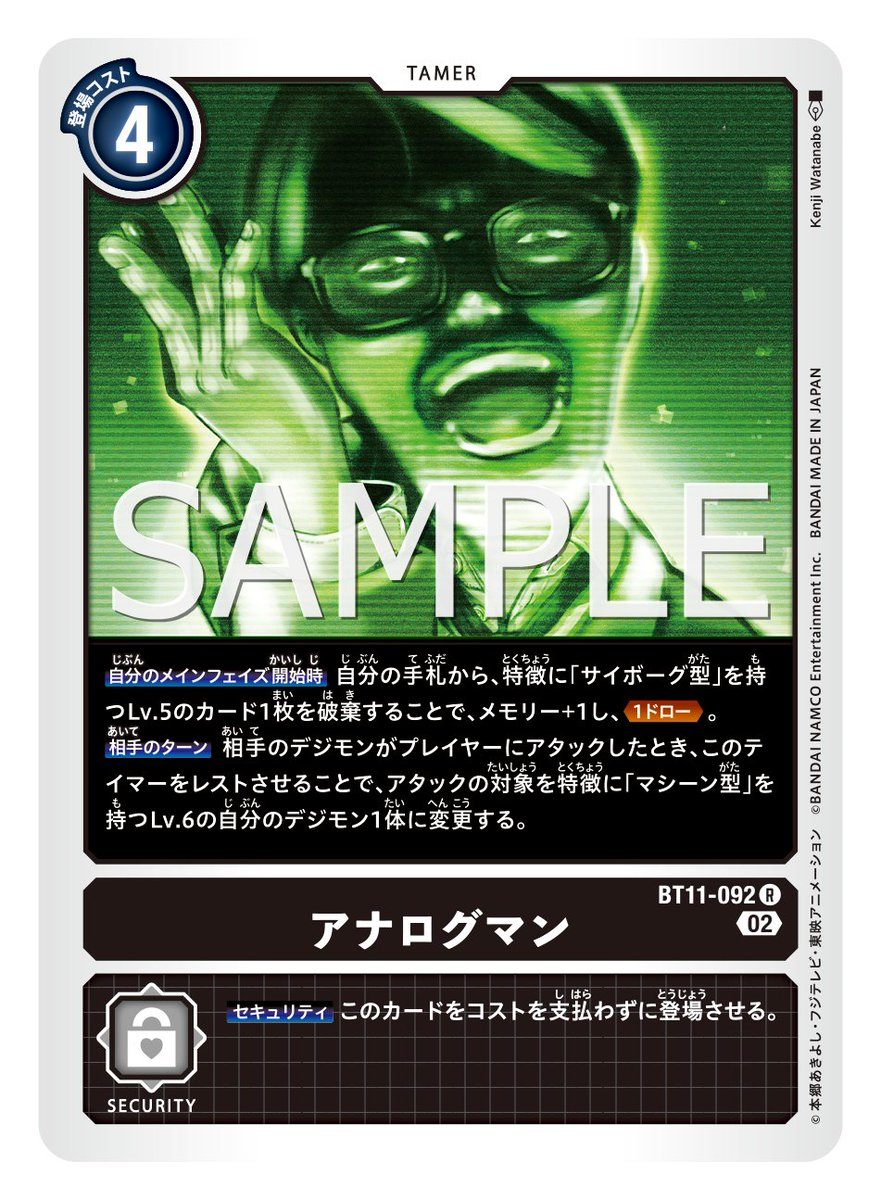 TAMER
登場コスト
4
Kenji Watanabe
SAMPLE
自分のメインフェイズ開始時 自分の手札から、特徴に「サイボーグ型」を持
つLv.5のカード1枚を破棄することで、メモリー+1し、1ドロー。
相手のターン 相手のデジモンがプレイヤーにアタックしたとき、このテ
イマーをレストさせることで、アタックの対象を特徴に「マシーン型」を
持つLv.6の自分のデジモン1体に変更する。
BT11-092 R
02
アナログマン
セキュリティ このカードをコストを支払わずに登場させる。
SECURITY
©本郷あきよし・フジテレビ・東映アニメーション ©BANDAI NAMCO Entertainment Inc. BANDAI MADE IN JAPAN